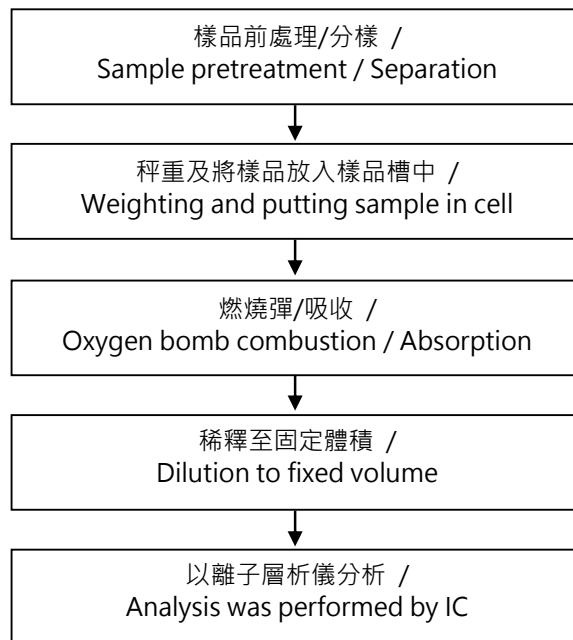 樣品前處理/分樣 /
Sample pretreatment / Separation
秤重及將樣品放入樣品槽中 /
Weighting and putting sample in cell
燃燒彈/吸收 /
Oxygen bomb combustion / Absorption
稀釋至固定體積 /
Dilution to fixed volume
以離子層析儀分析 /
Analysis was performed by IC